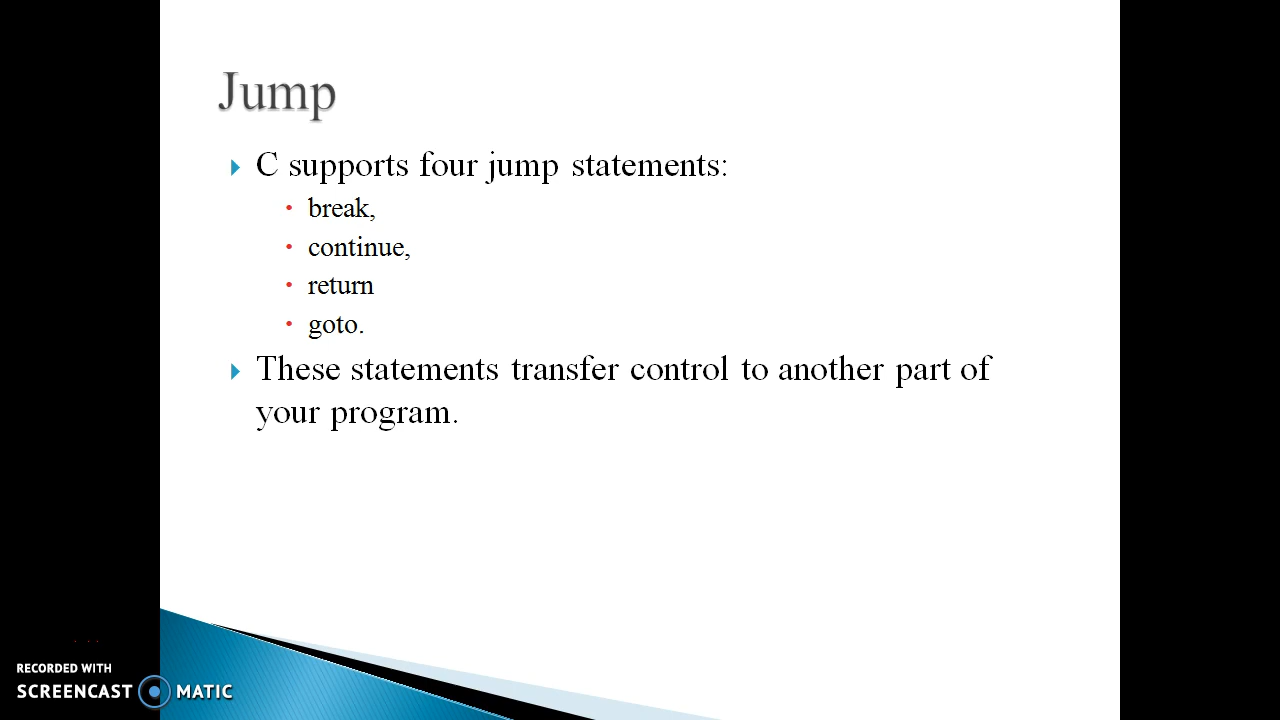 Jump
C supports four jump statements:
break,
continue,
return
goto.
These statements transfer control to another part of
your program.
RECORDED WITH
SCREENCAST MATIC